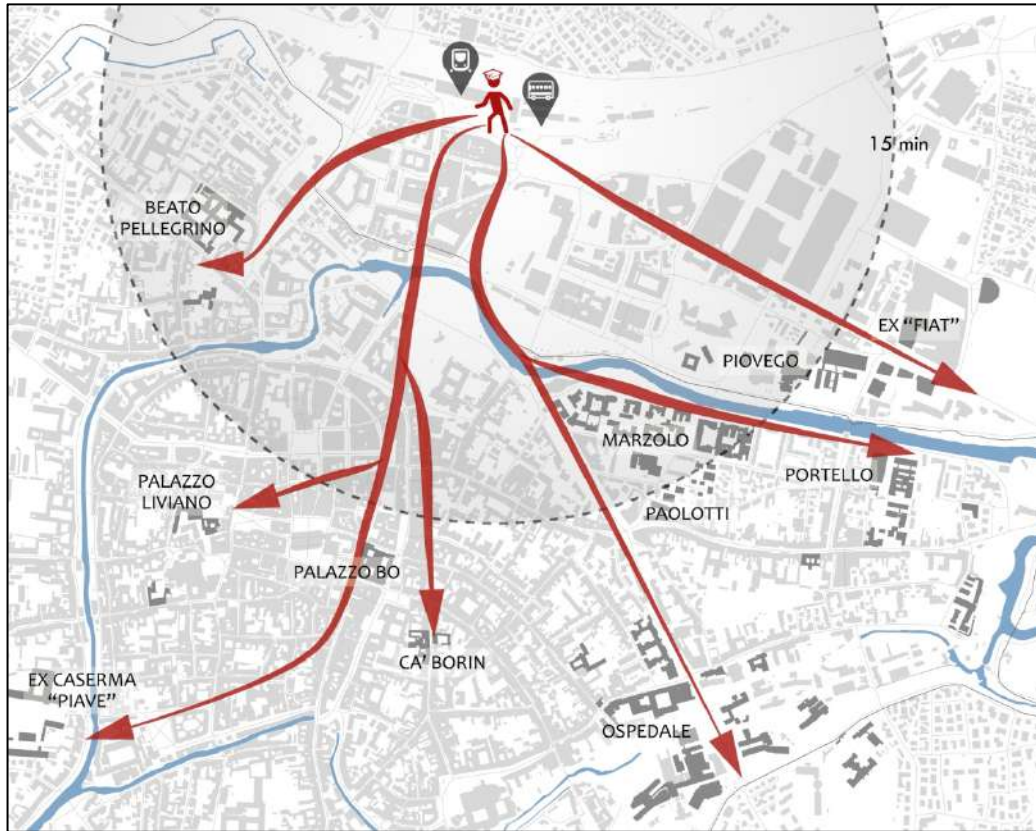 15 min
BEATO
PELLEGRINO
EX “FIAT”
PIOVEGO
MARZOLO
PORTELLO
PALAZZO
LIVIANO
PAOLOTTI
PALAZZO BO
CA’ BORIN
EX CASERMA
“PIAVE”
OSPEDALE